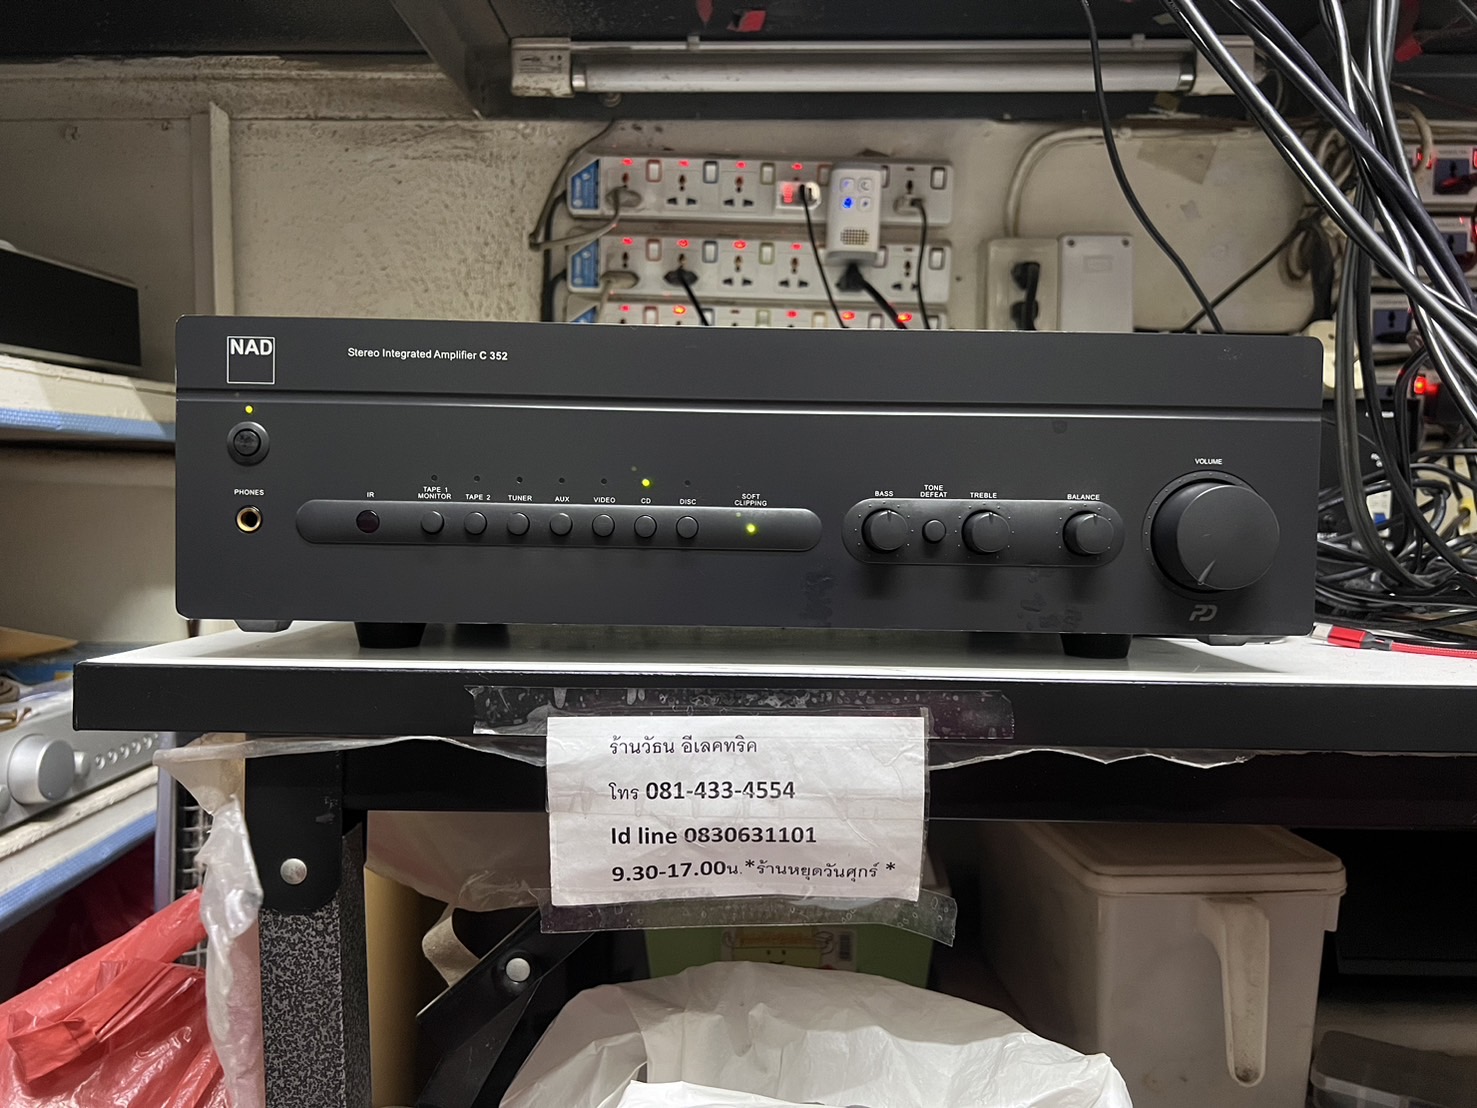 NAD
Stereo Integrated Amplifier C 352
PHONES
IR
TAPE 1 MONITOR
TAPE 2
TUNER
AUX
VIDEO
CD
DISC
SOFT CLIPPING
BASS
TONE DEFEAT
TREBLE
BALANCE
VOLUME
ร้านวัธน อีเลคทริค
โทร 081-433-4554
Id line 0830631101
9.30-17.00น. *ร้านหยุดวันศุกร์ *